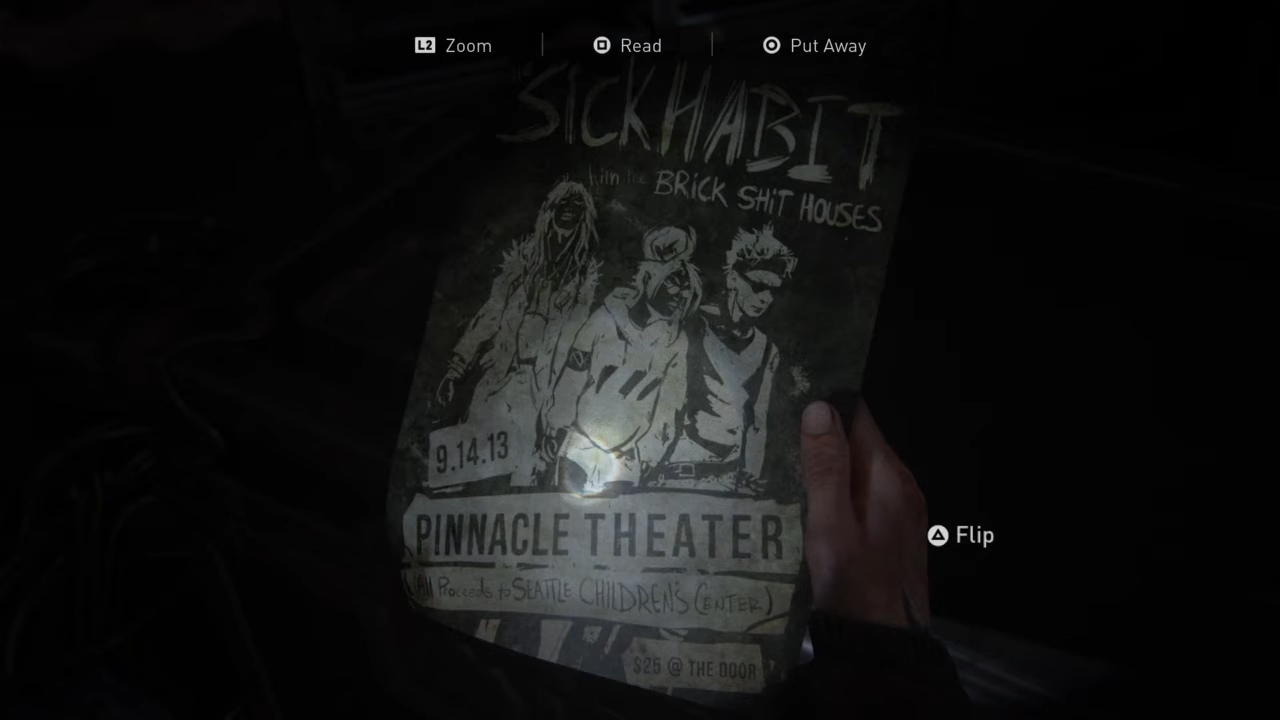 L2 Zoom
Read
Put Away
SICKHABIT
BRICK SHIT HOUSES
9.14.13
PINNACLE THEATER
(All Proceeds to SEATTLE CHILDREN'S CENTER)
$25 @ THE DOOR
Flip